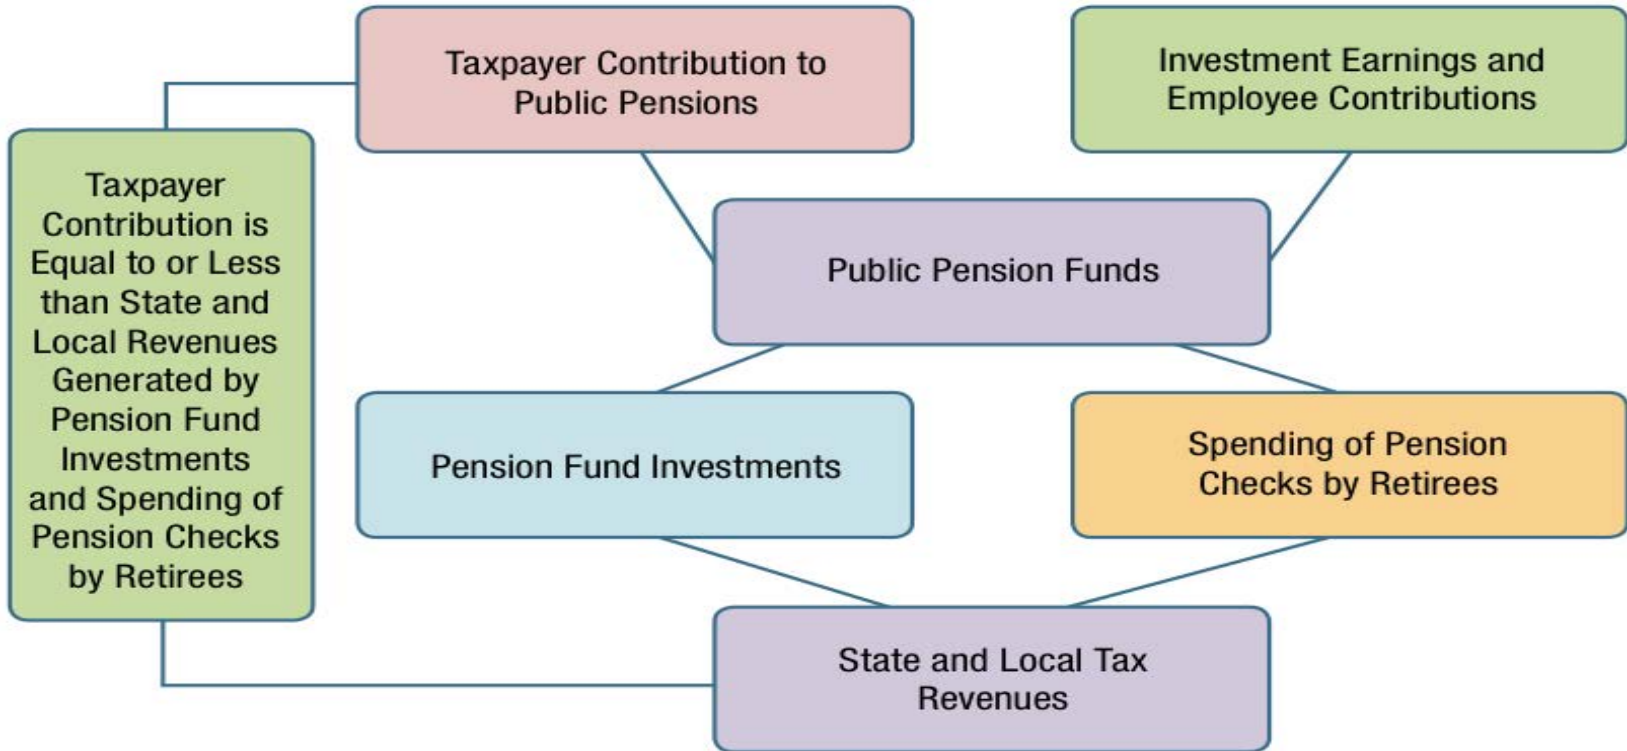 Taxpayer Contribution to
Public Pensions
Investment Earnings and
Employee Contributions
Taxpayer
Contribution is
Equal to or Less
than State and
Local Revenues
Generated by
Pension Fund
Investments
and Spending of
Pension Checks
by Retirees
Public Pension Funds
Pension Fund Investments
Spending of Pension
Checks by Retirees
State and Local Tax
Revenues